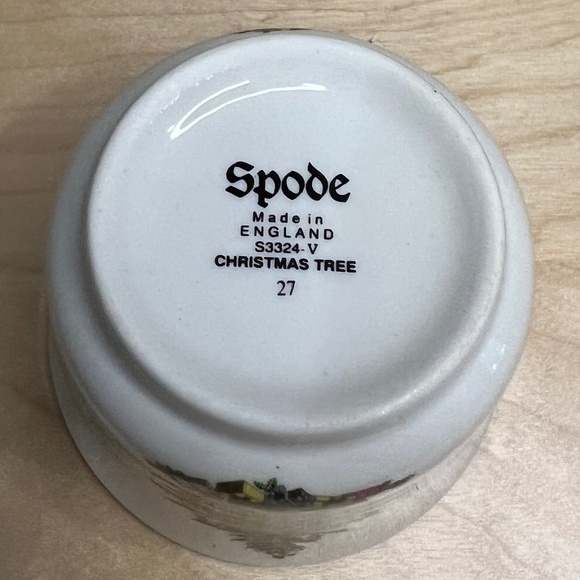 Spode
Made in
ENGLAND
S3324-V
CHRISTMAS TREE
27